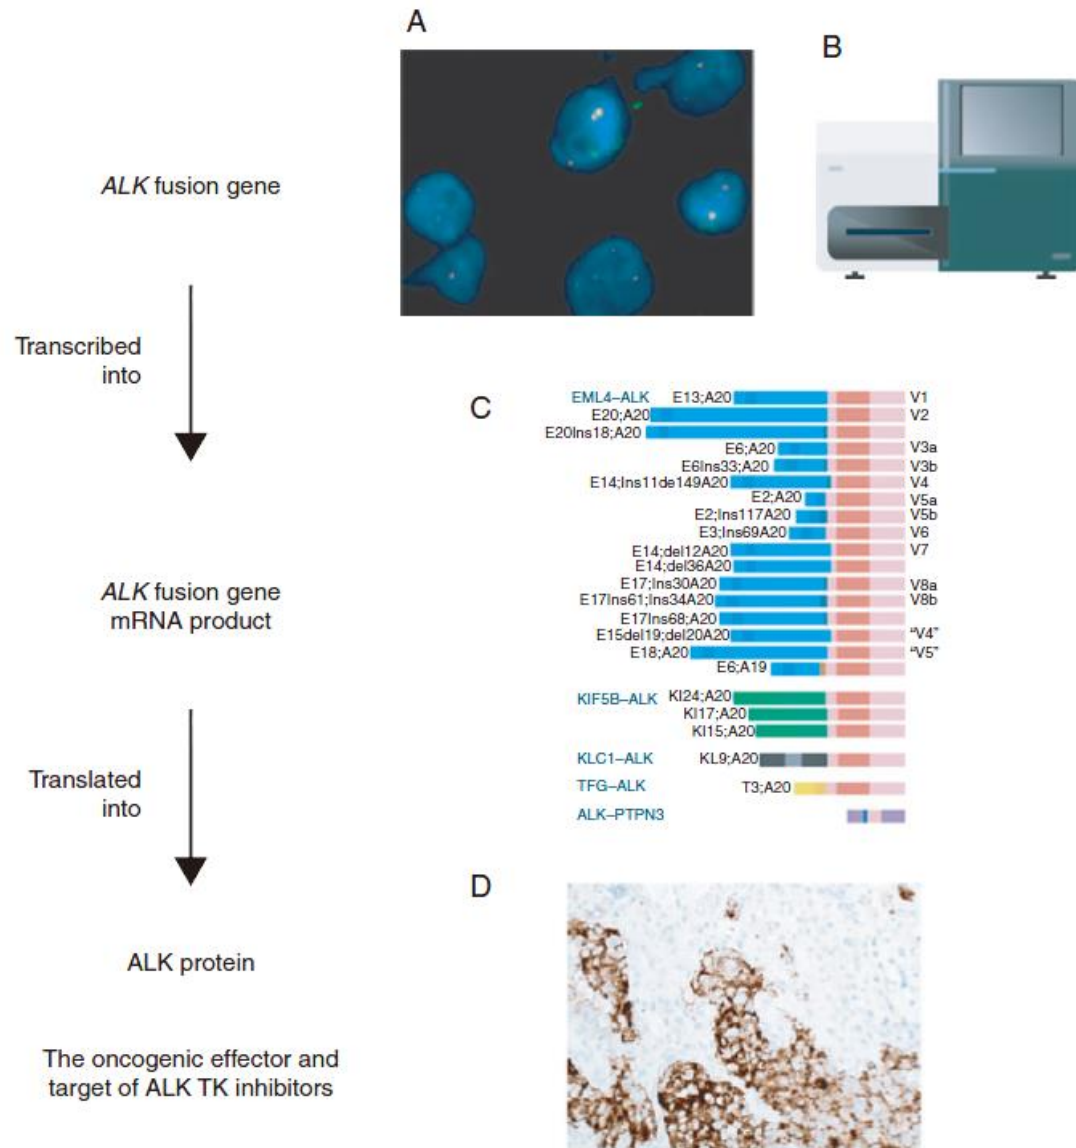 A
B
ALK fusion gene
Transcribed
into
ALK fusion gene
mRNA product
Translated
into
ALK protein
The oncogenic effector and
target of ALK TK inhibitors
C
EML4–ALK E13;A20 V1
E20;A20 V2
E20Ins18;A20
E6;A20 V3a
E6Ins33;A20 V3b
E14;Ins11de149A20 V4
E2;A20 V5a
E2;Ins117A20 V5b
E3;Ins69A20 V6
E14;del12A20 V7
E14;del36A20
E17;Ins30A20 V8a
E17Ins61;Ins34A20 V8b
E17Ins68;A20
E15del19;del20A20 “V4”
E18;A20 “V5”
E6;A19
KIF5B–ALK KI24;A20
KI17;A20
KI15;A20
KLC1–ALK KL9;A20
TFG–ALK T3;A20
ALK–PTPN3
D